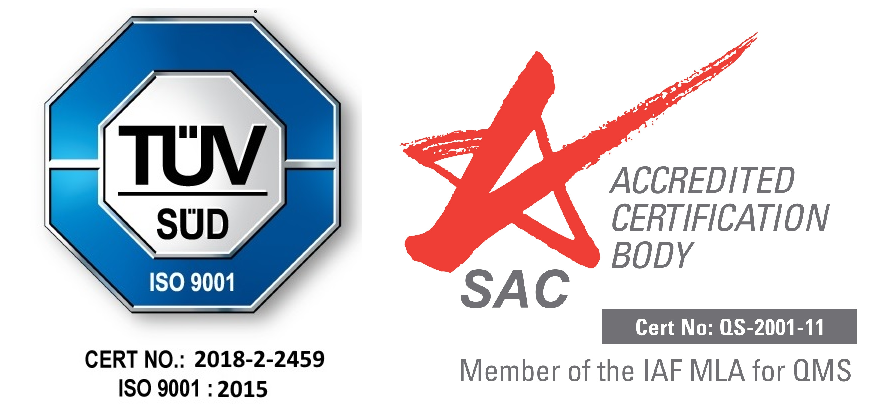 TÜV
SÜD
ISO 9001
CERT NO.: 2018-2-2459
ISO 9001 : 2015
ACCREDITED
CERTIFICATION
BODY
SAC
Cert No: QS-2001-11
Member of the IAF MLA for QMS